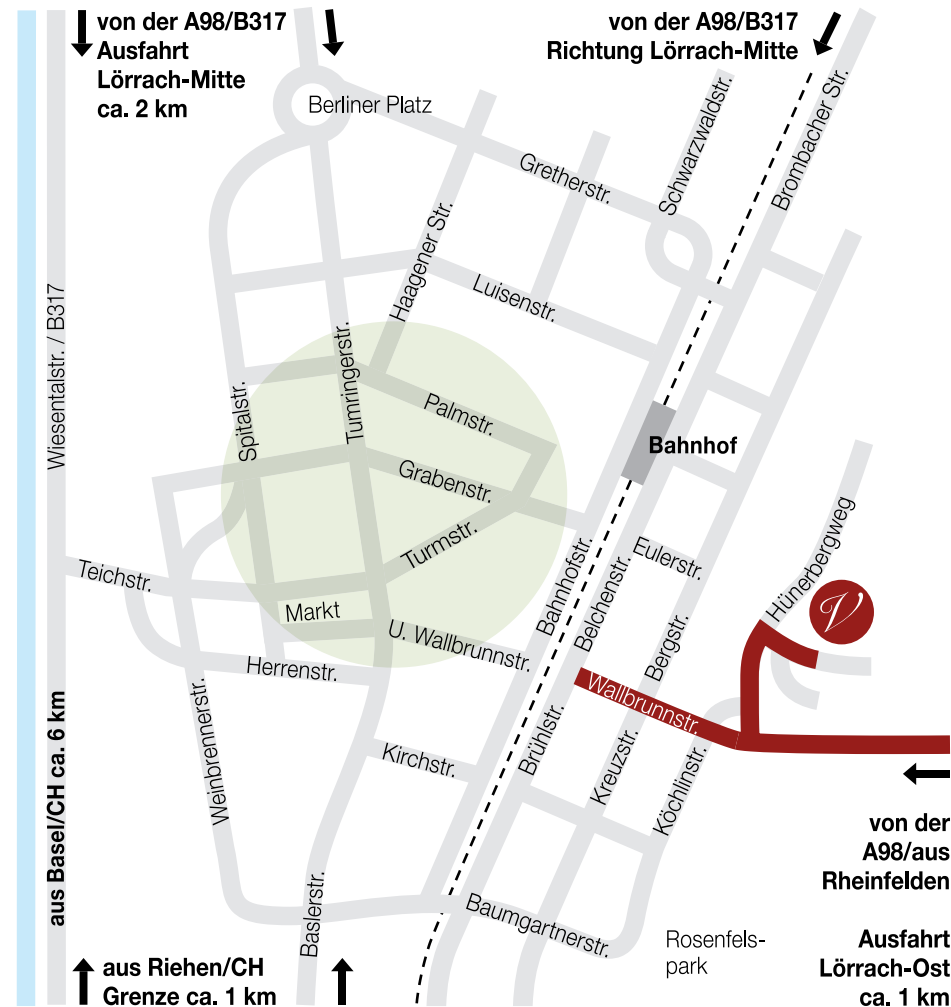 von der A98/B317
Ausfahrt
Lörrach-Mitte
ca. 2 km
von der A98/B317
Richtung Lörrach-Mitte
Berliner Platz
Gretherstr.
Schwarzwaldstr.
Brombacher Str.
Haagener Str.
Luisenstr.
Wiesentalstr. / B317
Tumringerstr.
Spitalstr.
Palmstr.
Bahnhof
Grabenstr.
Turmstr.
Bahnhofstr.
Eulerstr.
Belchenstr.
Hünerbergweg
V
Teichstr.
Markt
U. Wallbrunnstr.
Bergstr.
Herrenstr.
Wallbrunnstr.
Weinbrennerstr.
Kirchstr.
Brühlstr.
Kreuzstr.
Köchlinstr.
aus Basel/CH ca. 6 km
von der
A98/aus
Rheinfelden
Baslerstr.
Baumgartnerstr.
Rosenfels-
park
Ausfahrt
Lörrach-Ost
ca. 1 km
aus Riehen/CH
Grenze ca. 1 km